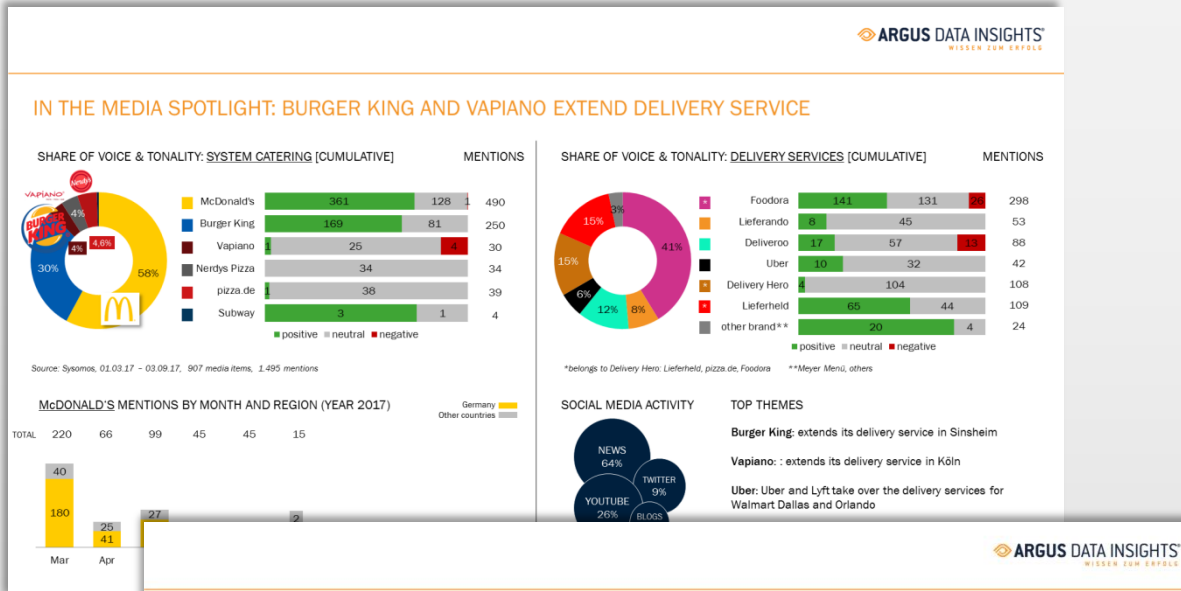 ARGUS DATA INSIGHTS®
WISSEN ZUM ERFOLG
IN THE MEDIA SPOTLIGHT: BURGER KING AND VAPIANO EXTEND DELIVERY SERVICE
SHARE OF VOICE & TONALITY: SYSTEM CATERING [CUMULATIVE] MENTIONS
VAPIANO
BURGER KING
4%
4%
4,6%
30%
58%
McDonald's 361 128 1 490
Burger King 169 81 250
Vapiano 1 25 4 30
Nerdys Pizza 34 34
pizza.de 1 38 39
Subway 3 1 4
positive neutral negative
Source: Sysomos, 01.03.17 – 03.09.17, 907 media items, 1.495 mentions
SHARE OF VOICE & TONALITY: DELIVERY SERVICES [CUMULATIVE] MENTIONS
3%
15%
41%
15%
6%
12%
8%
* Foodora 141 131 26 298
Lieferando 8 45 53
Deliveroo 17 57 13 88
Uber 10 32 42
* Delivery Hero 4 104 108
* Lieferheld 65 44 109
other brand** 20 4 24
positive neutral negative
*belongs to Delivery Hero: Lieferheld, pizza.de, Foodora **Meyer Menü, others
McDONALD'S MENTIONS BY MONTH AND REGION (YEAR 2017)
Germany
Other countries
TOTAL 220 66 99 45 45 15
40
180
25
41
27
2
Mar Apr
SOCIAL MEDIA ACTIVITY
NEWS
64%
TWITTER
9%
YOUTUBE
26%
BLOGS
TOP THEMES
Burger King: extends its delivery service in Sinsheim
Vapiano: : extends its delivery service in Köln
Uber: Uber and Lyft take over the delivery services for
Walmart Dallas and Orlando
ARGUS DATA INSIGHTS®
WISSEN ZUM ERFOLG